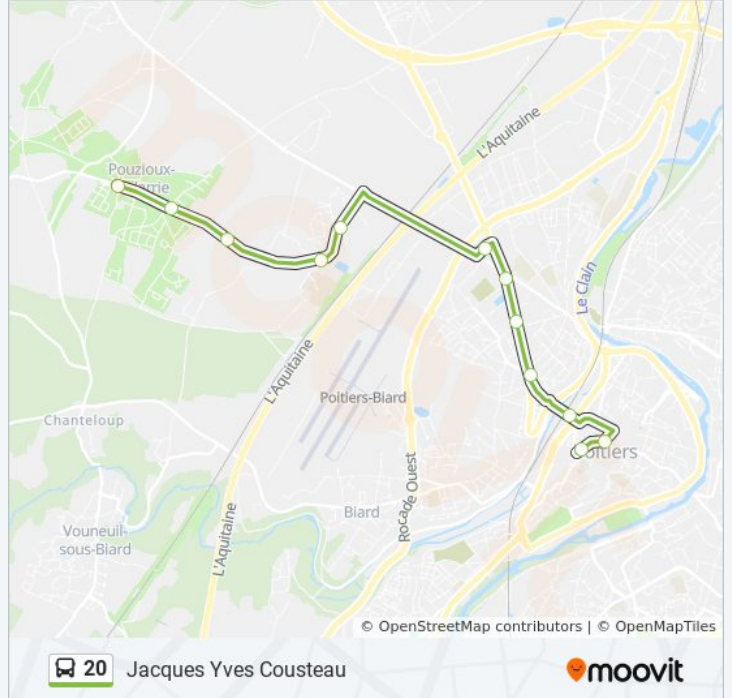 L'Aquitaine
Pouzioux-
Le Clain
L'Aquitaine
Poitiers-Biard
Chanteloup
Poitiers
Rocade Ouest
Biard
L'Aquitaine
Vouneuil-
sous-Biard
© OpenStreetMap contributors | © OpenMapTiles
20 Jacques Yves Cousteau
moovit